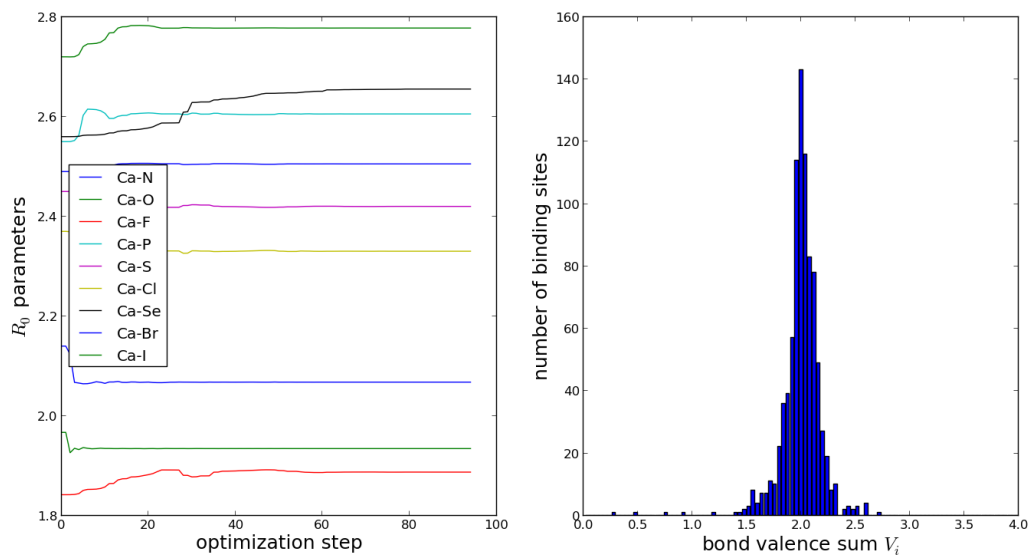 2.8
2.6
2.4
2.2
2.0
1.8
R₀ parameters
0
20
40
60
80
100
optimization step
Ca-N
Ca-O
Ca-F
Ca-P
Ca-S
Ca-Cl
Ca-Se
Ca-Br
Ca-I
160
140
120
100
80
60
40
20
0
number of binding sites
0.0
0.5
1.0
1.5
2.0
2.5
3.0
3.5
4.0
bond valence sum Vᵢ